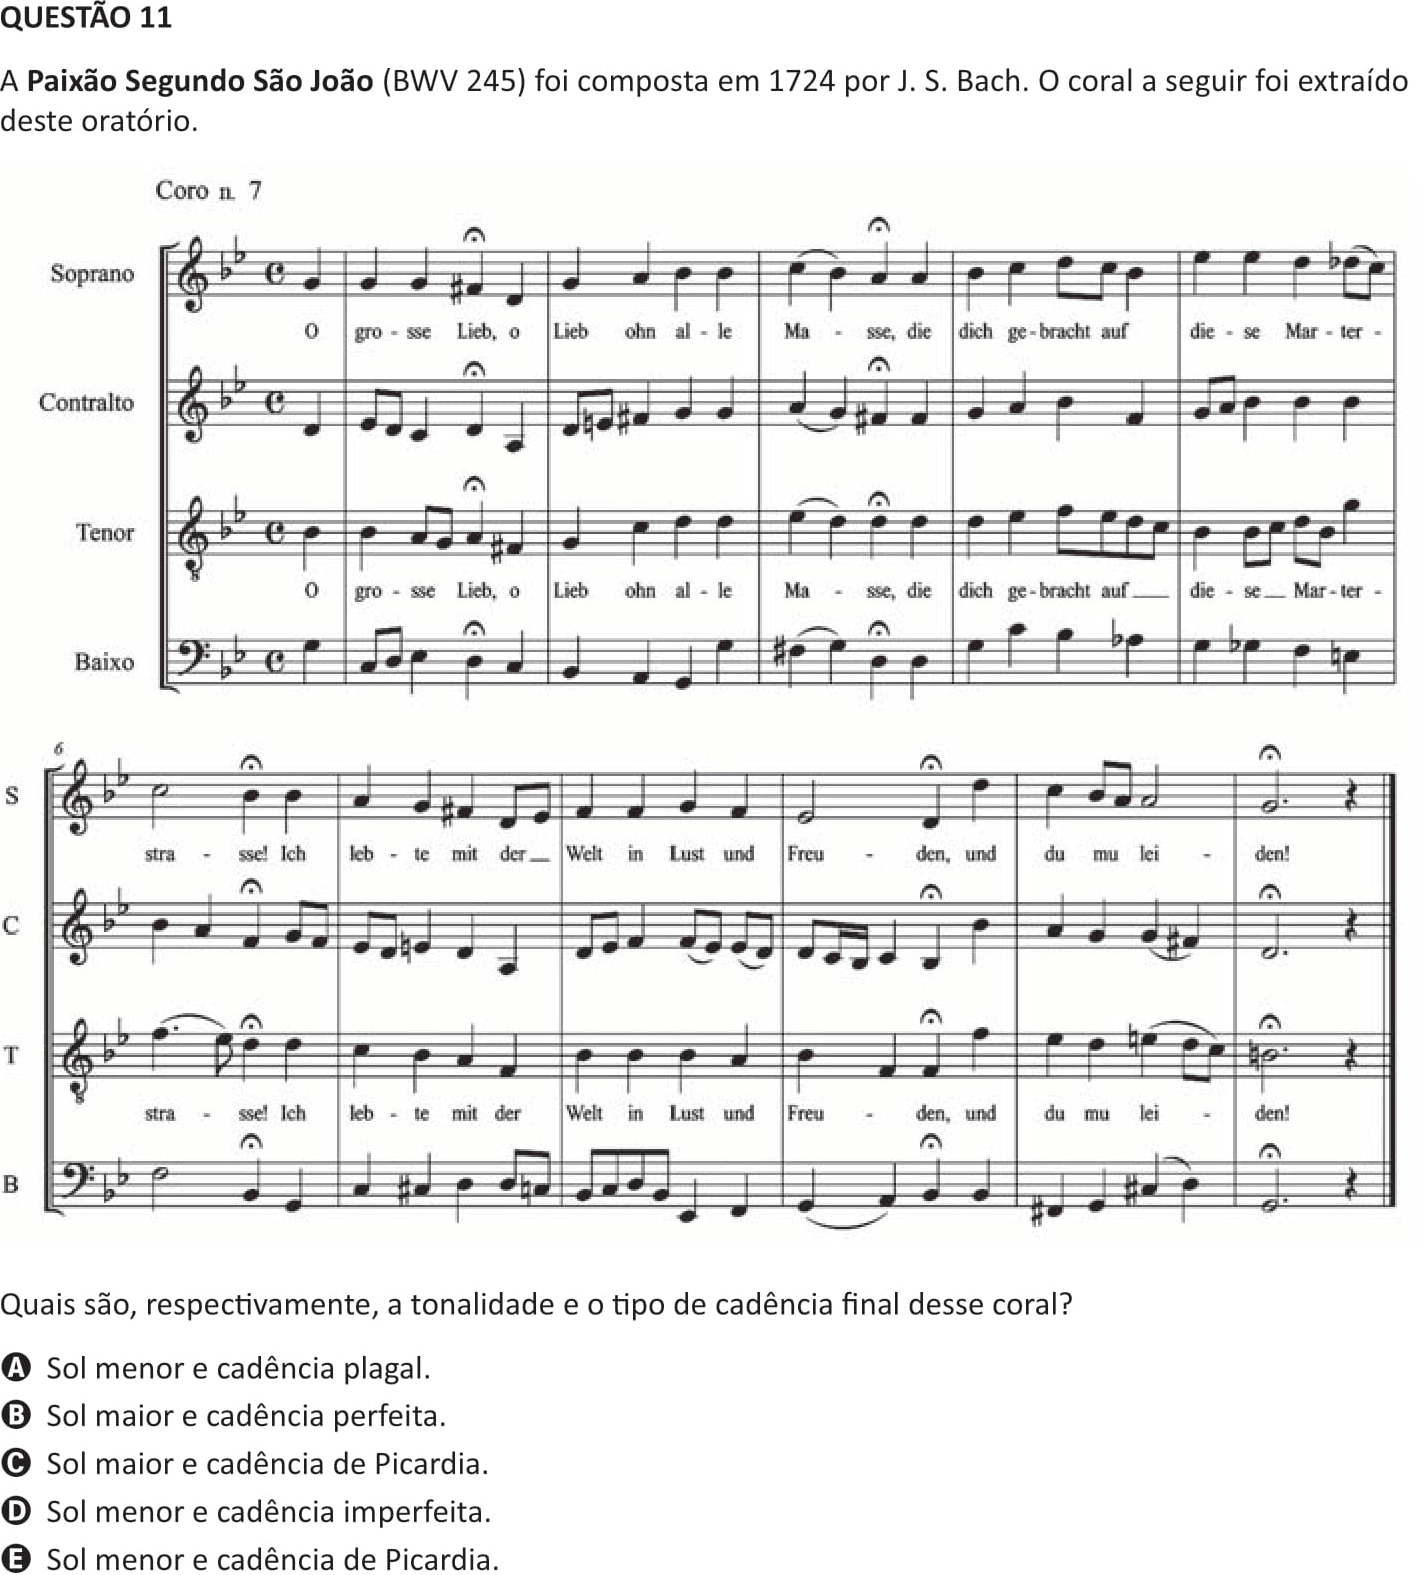 QUESTÃO 11
A Paixão Segundo São João (BWV 245) foi composta em 1724 por J. S. Bach. O coral a seguir foi extraído
deste oratório.
Coro n. 7
Soprano
O gro - sse Lieb, o Lieb ohn al - le Ma - sse, die dich ge - bracht auf die - se Mar - ter -
Contralto
Tenor
O gro - sse Lieb, o Lieb ohn al - le Ma - sse, die dich ge - bracht auf die - se Mar - ter -
Baixo
6
S
stra - sse! Ich leb - te mit der Welt in Lust und Freu - den, und du mu lei - den!
C
T
stra - sse! Ich leb - te mit der Welt in Lust und Freu - den, und du mu lei - den!
B
Quais são, respectivamente, a tonalidade e o tipo de cadência final desse coral?
A Sol menor e cadência plagal.
B Sol maior e cadência perfeita.
C Sol maior e cadência de Picardia.
D Sol menor e cadência imperfeita.
E Sol menor e cadência de Picardia.